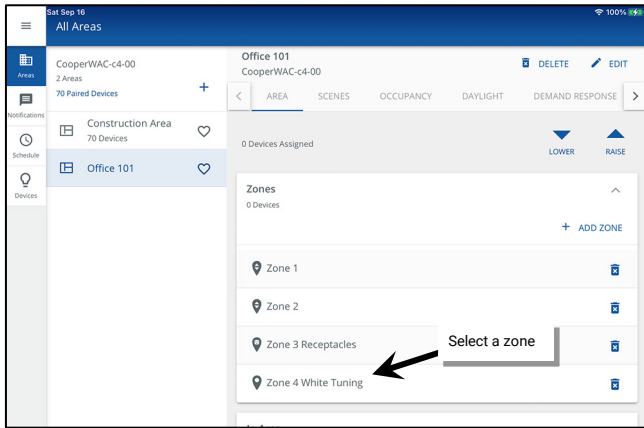 Sat Sep 16
100%
All Areas
Areas
Notifications
Schedule
Devices
CooperWAC-c4-00
2 Areas
70 Paired Devices
+
Construction Area
70 Devices
Office 101
Office 101
CooperWAC-c4-00
DELETE
EDIT
< AREA SCENES OCCUPANCY DAYLIGHT DEMAND RESPONSE >
0 Devices Assigned
LOWER
RAISE
Zones
0 Devices
+ ADD ZONE
Zone 1
Zone 2
Zone 3 Receptacles
Select a zone
Zone 4 White Tuning